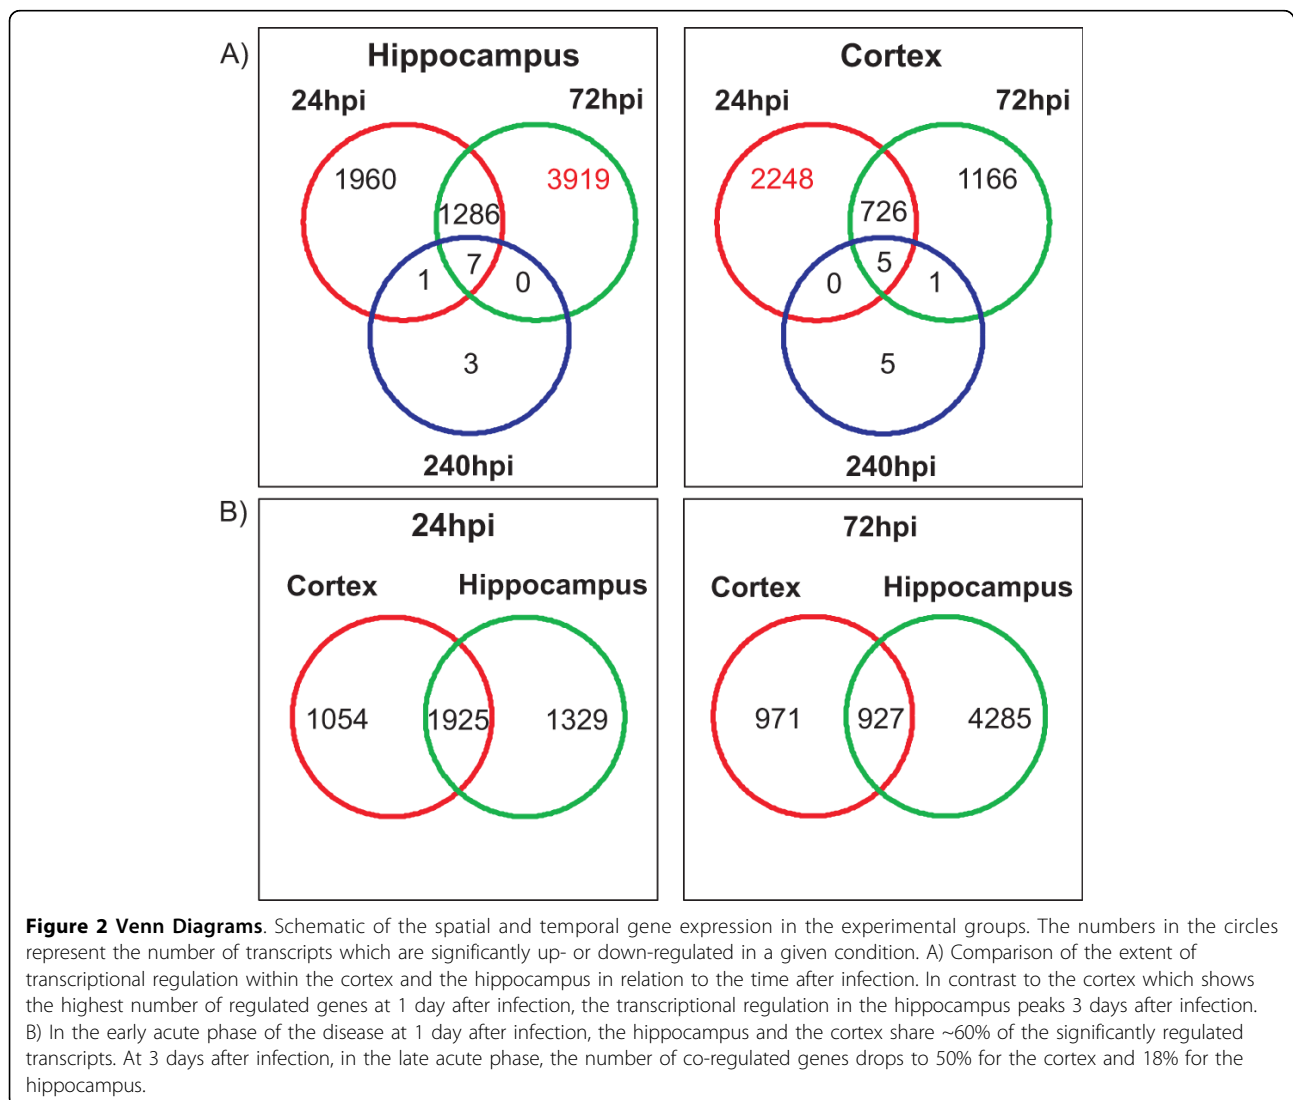 A)
Hippocampus
24hpi
72hpi
1960
3919
1286
7
1
0
3
240hpi
Cortex
24hpi
72hpi
2248
1166
726
5
0
1
5
240hpi
B)
24hpi
Cortex
Hippocampus
1054
1925
1329
72hpi
Cortex
Hippocampus
971
927
4285
Figure 2 Venn Diagrams. Schematic of the spatial and temporal gene expression in the experimental groups. The numbers in the circles
represent the number of transcripts which are significantly up- or down-regulated in a given condition. A) Comparison of the extent of
transcriptional regulation within the cortex and the hippocampus in relation to the time after infection. In contrast to the cortex which shows
the highest number of regulated genes at 1 day after infection, the transcriptional regulation in the hippocampus peaks 3 days after infection.
B) In the early acute phase of the disease at 1 day after infection, the hippocampus and the cortex share ~60% of the significantly regulated
transcripts. At 3 days after infection, in the late acute phase, the number of co-regulated genes drops to 50% for the cortex and 18% for the
hippocampus.